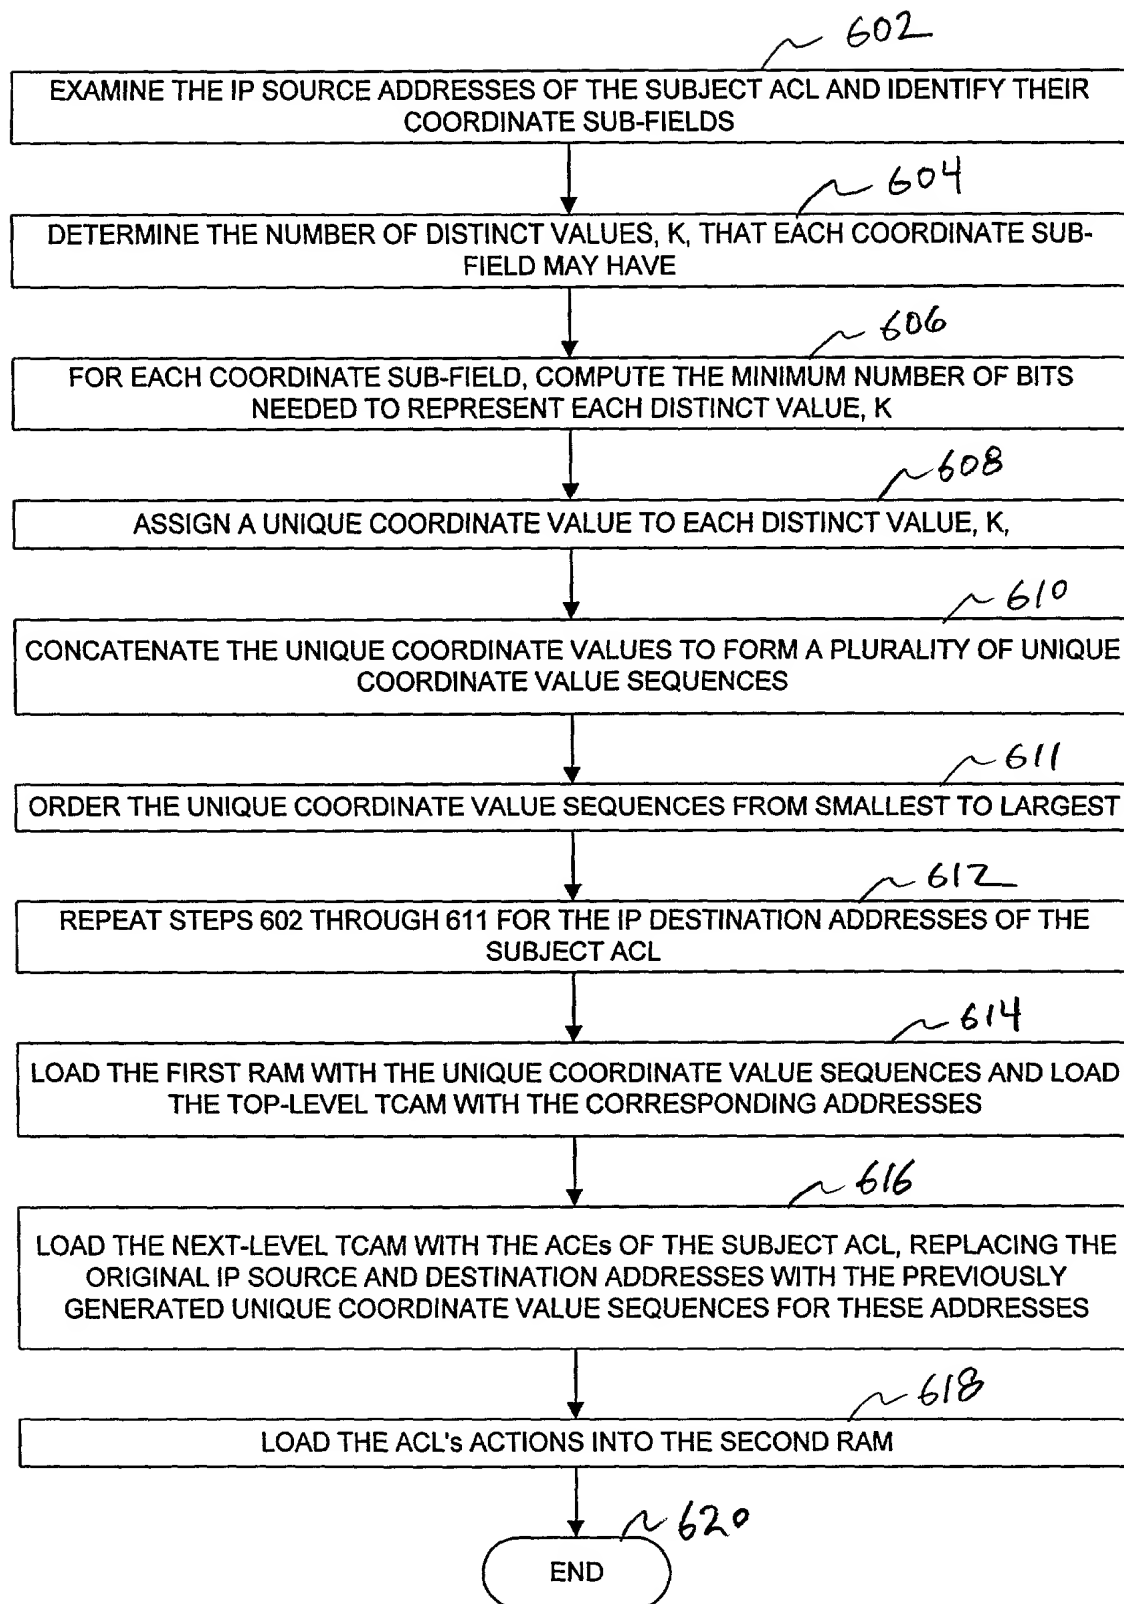 602
EXAMINE THE IP SOURCE ADDRESSES OF THE SUBJECT ACL AND IDENTIFY THEIR
COORDINATE SUB-FIELDS
604
DETERMINE THE NUMBER OF DISTINCT VALUES, K, THAT EACH COORDINATE SUB-
FIELD MAY HAVE
606
FOR EACH COORDINATE SUB-FIELD, COMPUTE THE MINIMUM NUMBER OF BITS
NEEDED TO REPRESENT EACH DISTINCT VALUE, K
608
ASSIGN A UNIQUE COORDINATE VALUE TO EACH DISTINCT VALUE, K,
610
CONCATENATE THE UNIQUE COORDINATE VALUES TO FORM A PLURALITY OF UNIQUE
COORDINATE VALUE SEQUENCES
611
ORDER THE UNIQUE COORDINATE VALUE SEQUENCES FROM SMALLEST TO LARGEST
612
REPEAT STEPS 602 THROUGH 611 FOR THE IP DESTINATION ADDRESSES OF THE
SUBJECT ACL
614
LOAD THE FIRST RAM WITH THE UNIQUE COORDINATE VALUE SEQUENCES AND LOAD
THE TOP-LEVEL TCAM WITH THE CORRESPONDING ADDRESSES
616
LOAD THE NEXT-LEVEL TCAM WITH THE ACEs OF THE SUBJECT ACL, REPLACING THE
ORIGINAL IP SOURCE AND DESTINATION ADDRESSES WITH THE PREVIOUSLY
GENERATED UNIQUE COORDINATE VALUE SEQUENCES FOR THESE ADDRESSES
618
LOAD THE ACL's ACTIONS INTO THE SECOND RAM
620
END